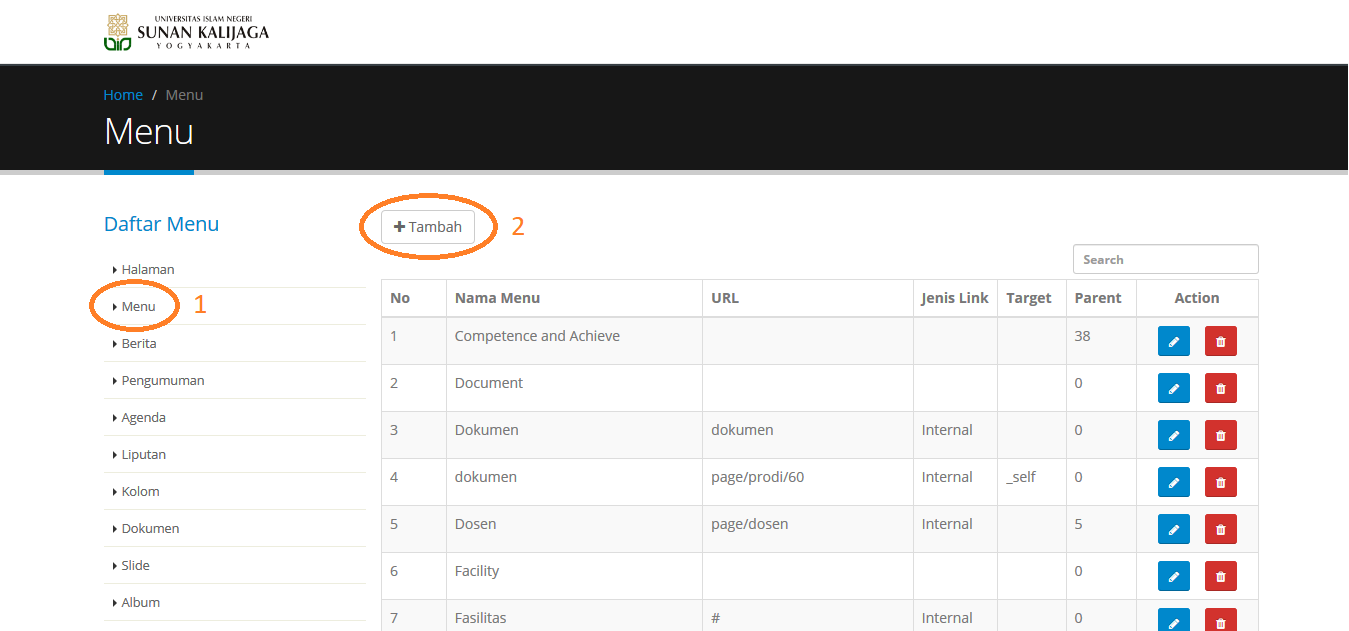 UNIVERSITAS ISLAM NEGERI
SUNAN KALIJAGA
YOGYAKARTA
Home / Menu
Menu
Daftar Menu
Halaman
Menu 1
Berita
Pengumuman
Agenda
Liputan
Kolom
Dokumen
Slide
Album
Tambah 2
Search
No Nama Menu URL Jenis Link Target Parent Action
1 Competence and Achieve 38
2 Document 0
3 Dokumen dokumen Internal 0
4 dokumen page/prodi/60 Internal _self 0
5 Dosen page/dosen Internal 5
6 Facility 0
7 Fasilitas # Internal 0